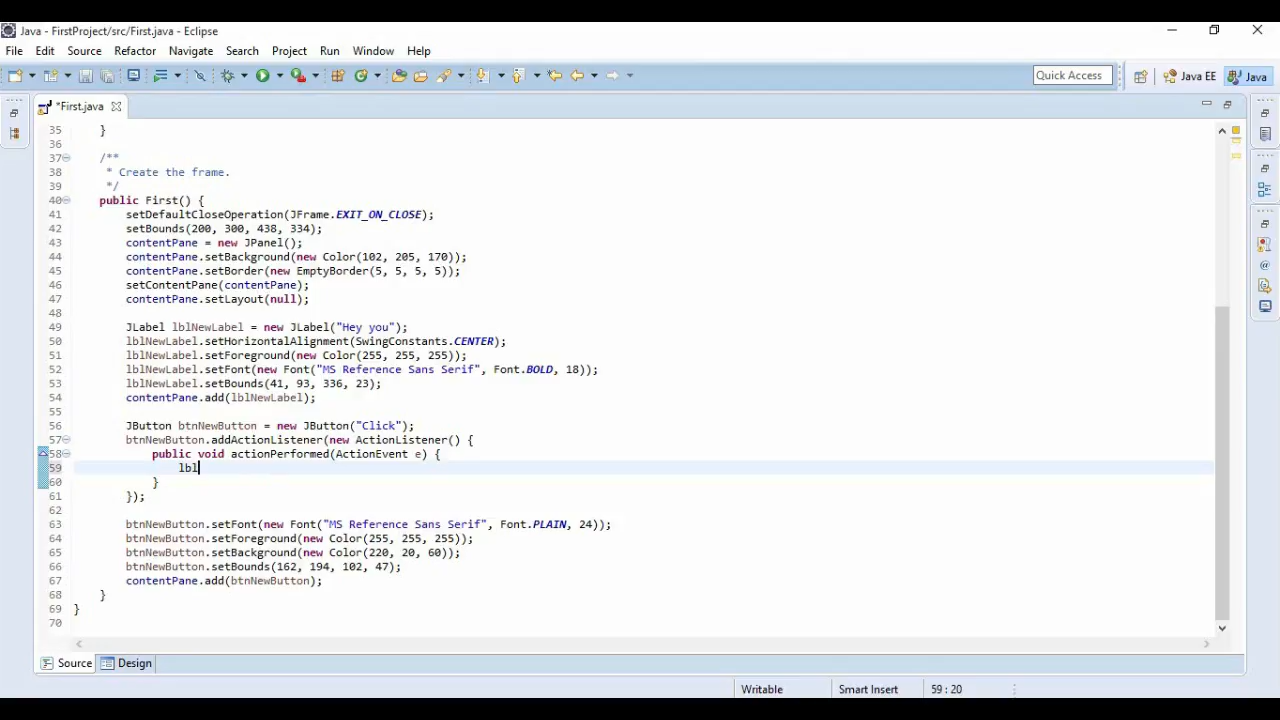 Java - FirstProject/src/First.java - Eclipse
File Edit Source Refactor Navigate Search Project Run Window Help
Quick Access Java EE Java
*First.java
35 }
36
37 /**
38 * Create the frame.
39 */
40 public First() {
41 setDefaultCloseOperation(JFrame.EXIT_ON_CLOSE);
42 setBounds(200, 300, 438, 334);
43 contentPane = new JPanel();
44 contentPane.setBackground(new Color(102, 205, 170));
45 contentPane.setBorder(new EmptyBorder(5, 5, 5, 5));
46 setContentPane(contentPane);
47 contentPane.setLayout(null);
48
49 JLabel lblNewLabel = new JLabel("Hey you");
50 lblNewLabel.setHorizontalAlignment(SwingConstants.CENTER);
51 lblNewLabel.setForeground(new Color(255, 255, 255));
52 lblNewLabel.setFont(new Font("MS Reference Sans Serif", Font.BOLD, 18));
53 lblNewLabel.setBounds(41, 93, 336, 23);
54 contentPane.add(lblNewLabel);
55
56 JButton btnNewButton = new JButton("Click");
57 btnNewButton.addActionListener(new ActionListener() {
58 public void actionPerformed(ActionEvent e) {
59 lbl
60 }
61 });
62
63 btnNewButton.setFont(new Font("MS Reference Sans Serif", Font.PLAIN, 24));
64 btnNewButton.setForeground(new Color(255, 255, 255));
65 btnNewButton.setBackground(new Color(220, 20, 60));
66 btnNewButton.setBounds(162, 194, 102, 47);
67 contentPane.add(btnNewButton);
68 }
69 }
70
Source Design
Writable Smart Insert 59 : 20